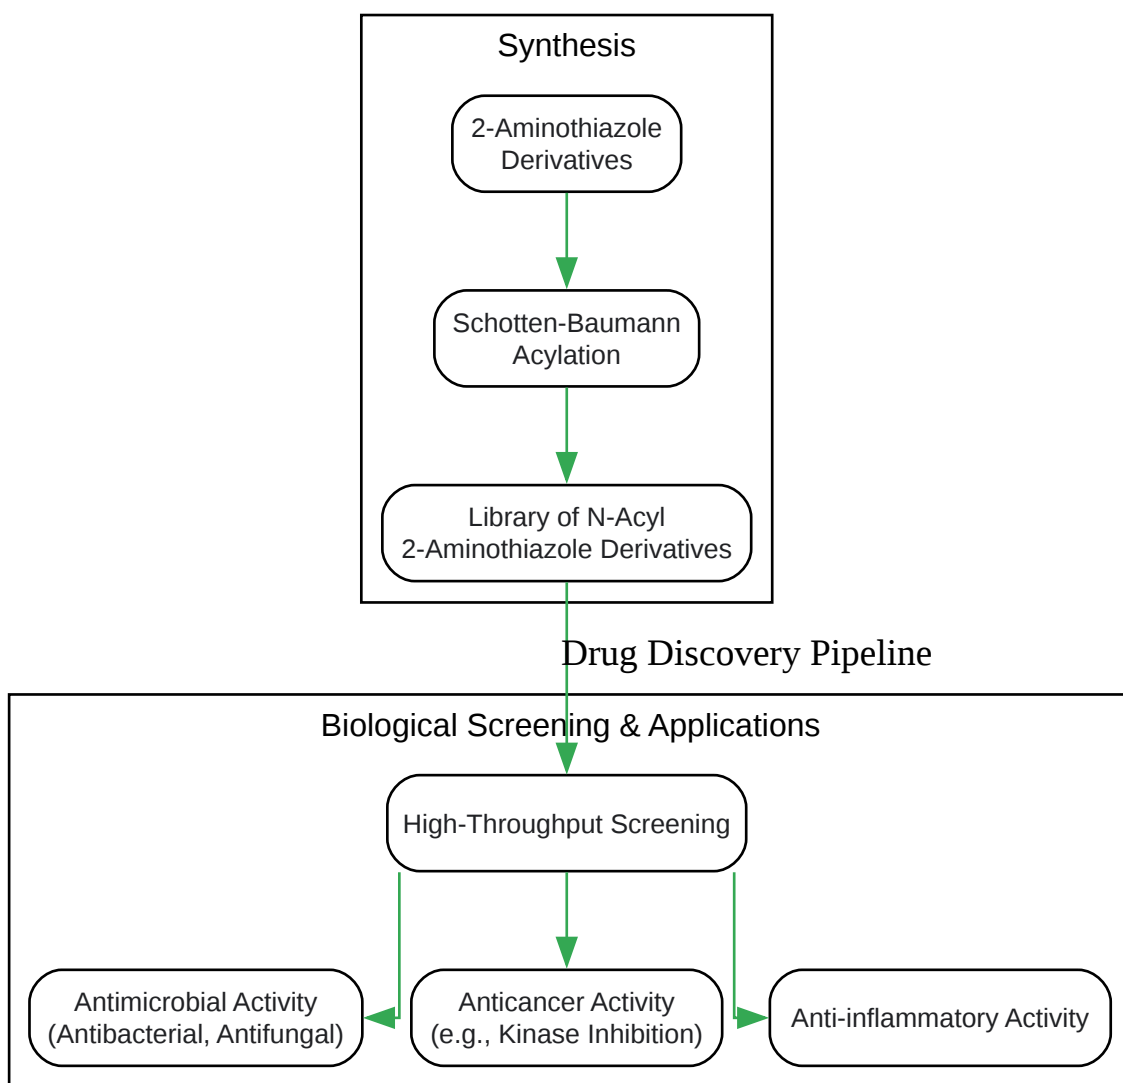 Synthesis
2-Aminothiazole
Derivatives
Schotten-Baumann
Acylation
Library of N-Acyl
2-Aminothiazole Derivatives
Drug Discovery Pipeline
Biological Screening & Applications
High-Throughput Screening
Antimicrobial Activity
(Antibacterial, Antifungal)
Anticancer Activity
(e.g., Kinase Inhibition)
Anti-inflammatory Activity